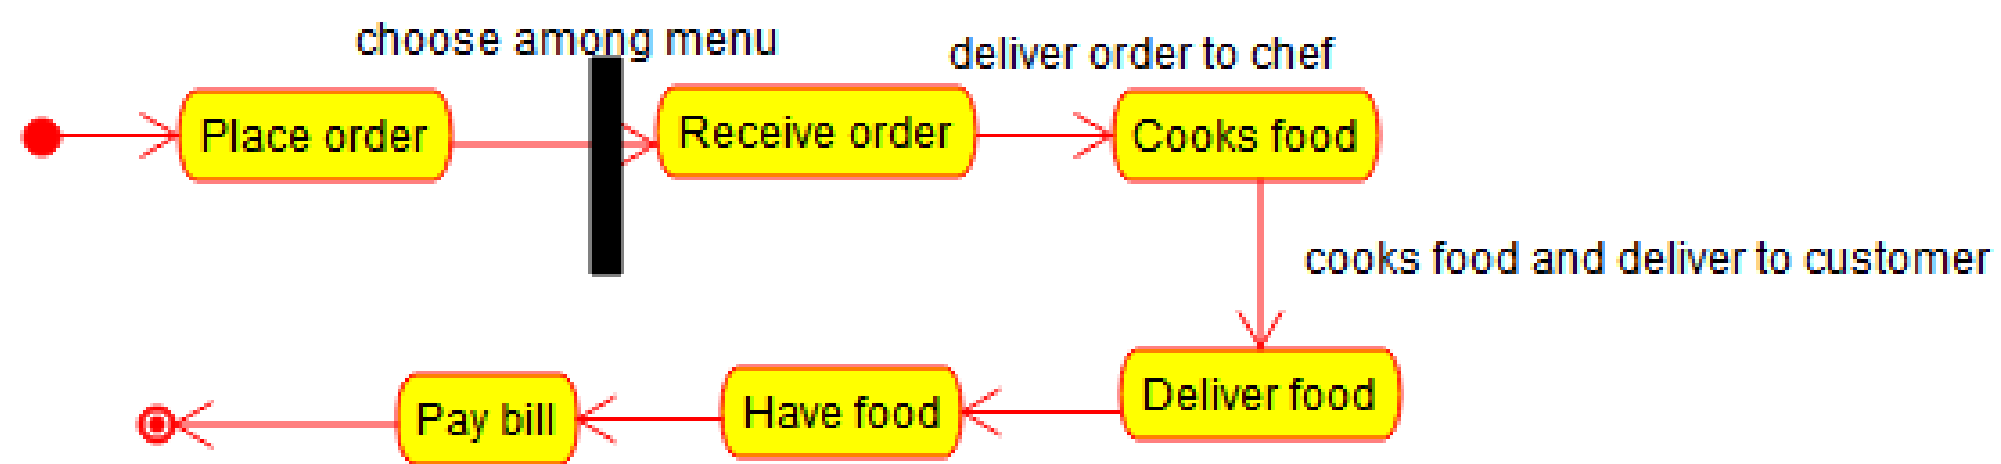 choose among menu
deliver order to chef
Place order
Receive order
Cooks food
cooks food and deliver to customer
Deliver food
Have food
Pay bill